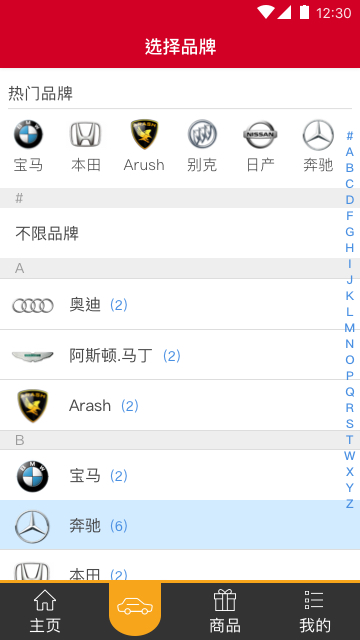 12:30
选择品牌
热门品牌
宝马 本田 Arush 别克 日产 奔驰
#
不限品牌
A
奥迪 (2)
阿斯顿.马丁 (2)
Arash (2)
B
宝马 (2)
奔驰 (6)
本田 (2)
#
A
B
C
D
F
G
H
I
J
K
L
M
N
O
P
Q
R
S
T
W
X
Y
Z
主页 商品 我的